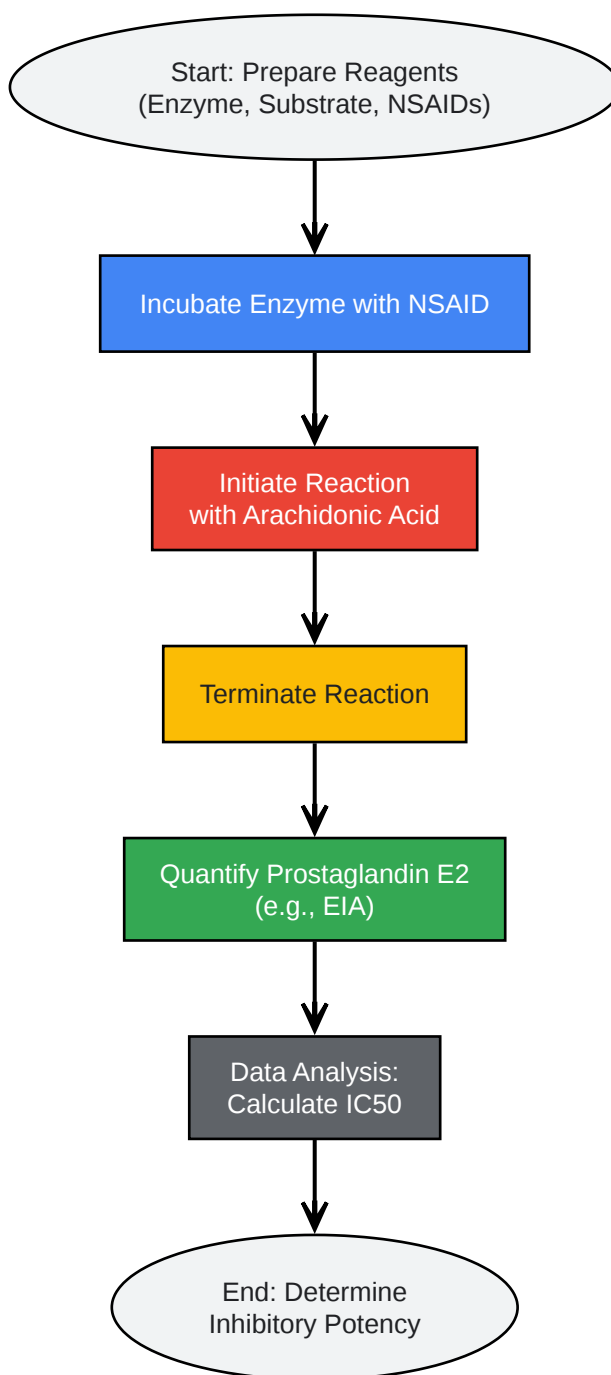 Start: Prepare Reagents
(Enzyme, Substrate, NSAIDs)
Incubate Enzyme with NSAID
Initiate Reaction
with Arachidonic Acid
Terminate Reaction
Quantify Prostaglandin E2
(e.g., EIA)
Data Analysis:
Calculate IC50
End: Determine
Inhibitory Potency